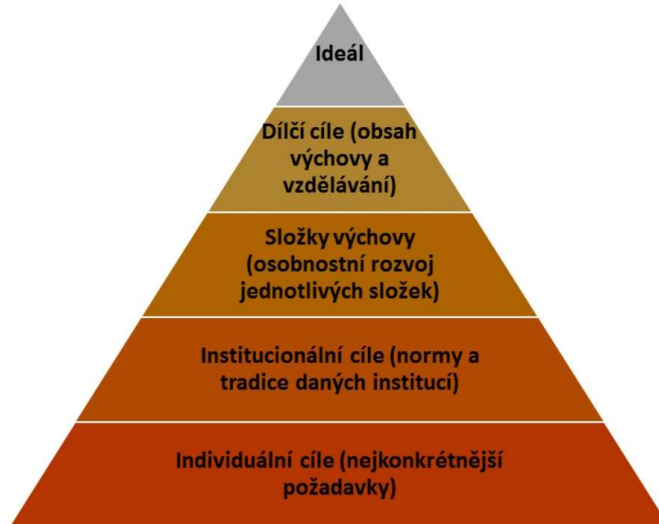 Ideál
Dílčí cíle (obsah
výchovy a
vzdělávání)
Složky výchovy
(osobnostní rozvoj
jednotlivých složek)
Institucionální cíle (normy a
tradice daných institucí)
Individuální cíle (nejkonkrétnější
požadavky)